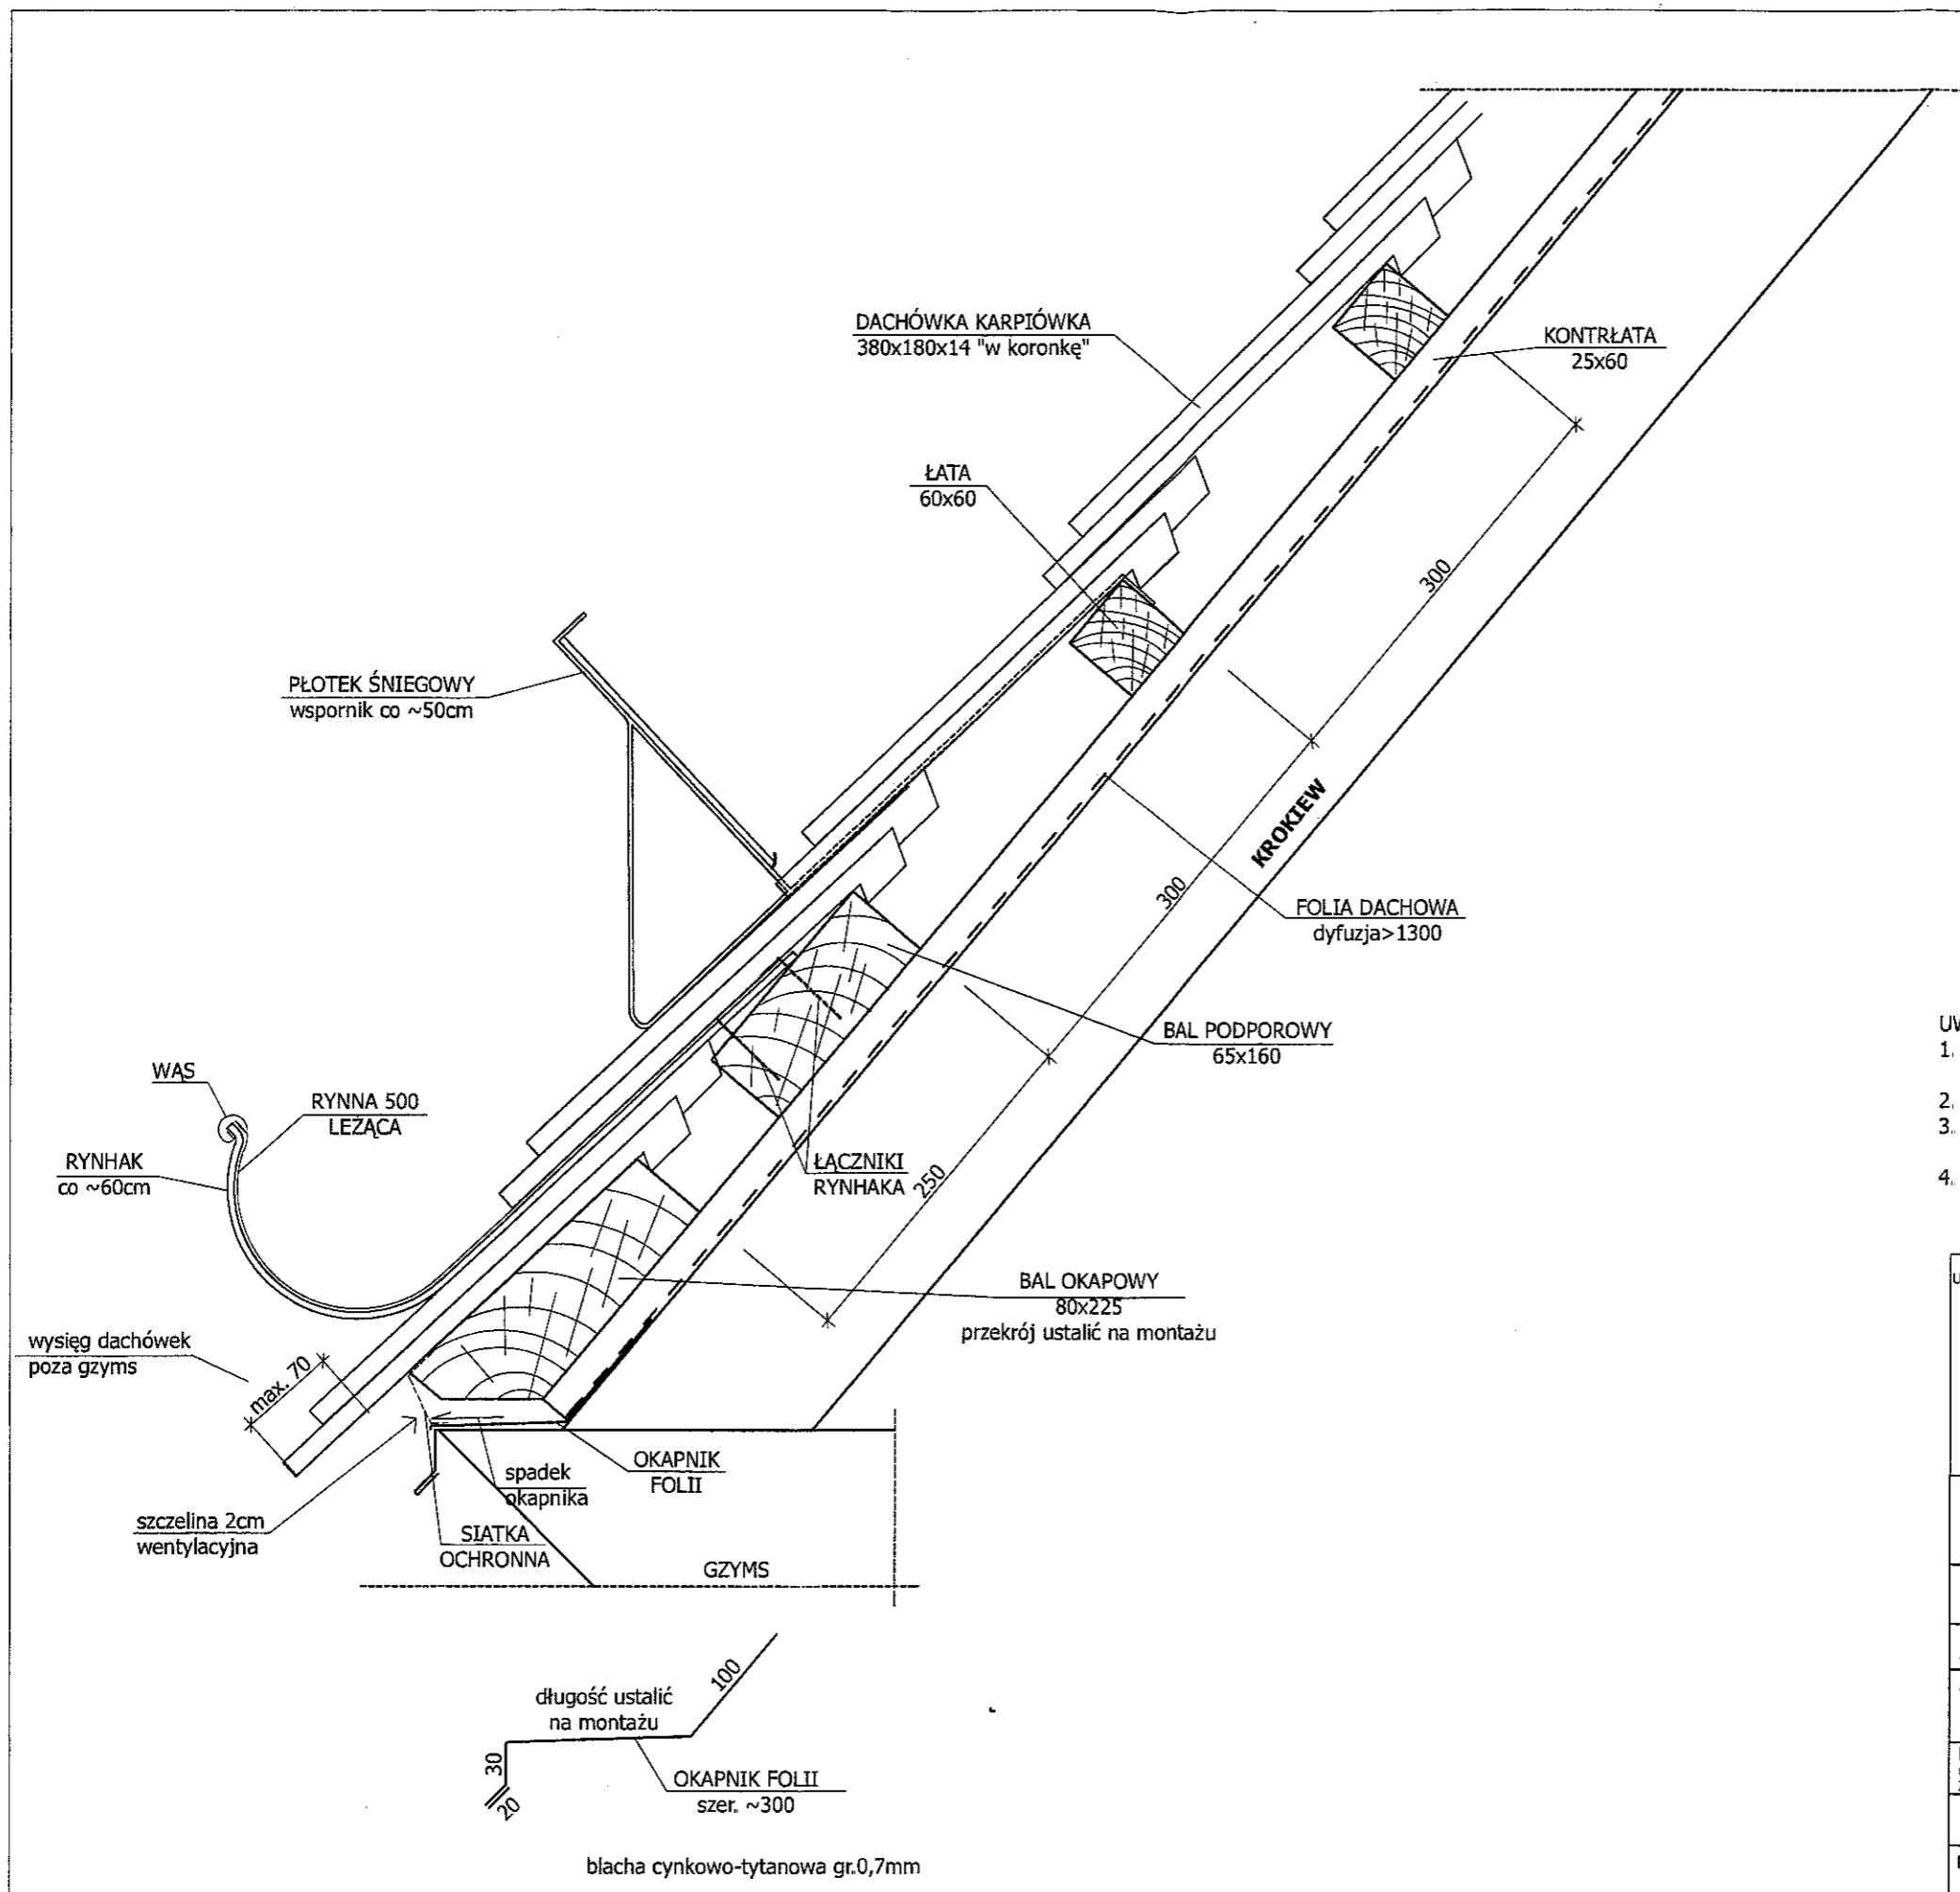 DACHÓWKA KARPIÓWKA
380x180x14 "w koronkę"
KONTRŁATA
25x60
ŁATA
60x60
300
PŁOTEK ŚNIEGOWY
wspornik co ~50cm
KROKIEW
300
FOLIA DACHOWA
dyfuzja>1300
BAL PODPOROWY
65x160
WĄS
RYNNA 500
LEŻĄCA
RYNHAK
co ~60cm
ŁĄCZNIKI
RYNHAKA
250
BAL OKAPOWY
80x225
przekrój ustalić na montażu
wysięg dachówek
poza gzyms
max. 70
OKAPNIK
FOLII
spadek
okapnika
szczelina 2cm
wentylacyjna
SIATKA
OCHRONNA
GZYMS
100
długość ustalić
na montażu
30
20
OKAPNIK FOLII
szer. ~300
blacha cynkowo-tytanowa gr.0,7mm
1.
2.
3.
4.